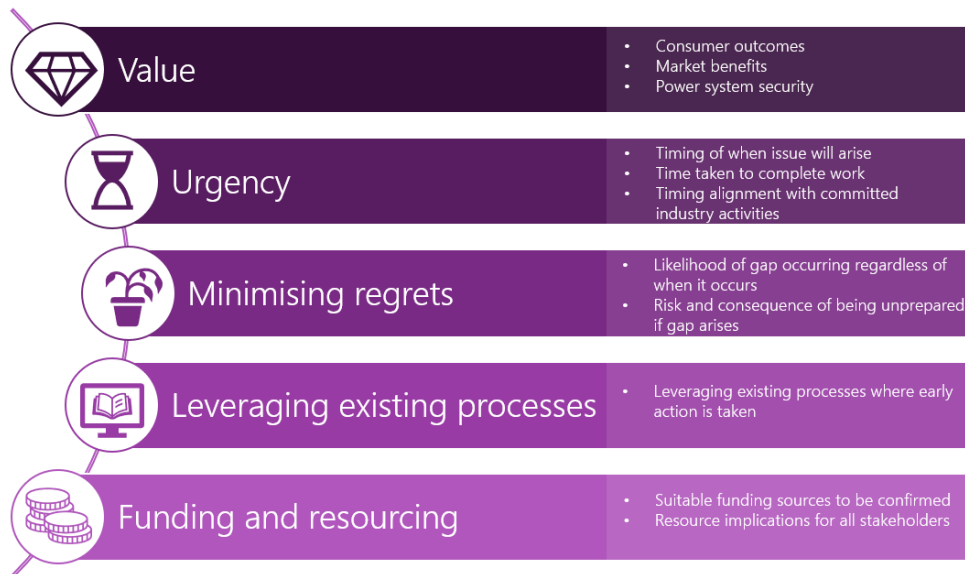 Value
• Consumer outcomes
• Market benefits
• Power system security
Urgency
• Timing of when issue will arise
• Time taken to complete work
• Timing alignment with committed
industry activities
Minimising regrets
• Likelihood of gap occurring regardless of
when it occurs
• Risk and consequence of being unprepared
if gap arises
Leveraging existing processes
• Leveraging existing processes where early
action is taken
Funding and resourcing
• Suitable funding sources to be confirmed
• Resource implications for all stakeholders